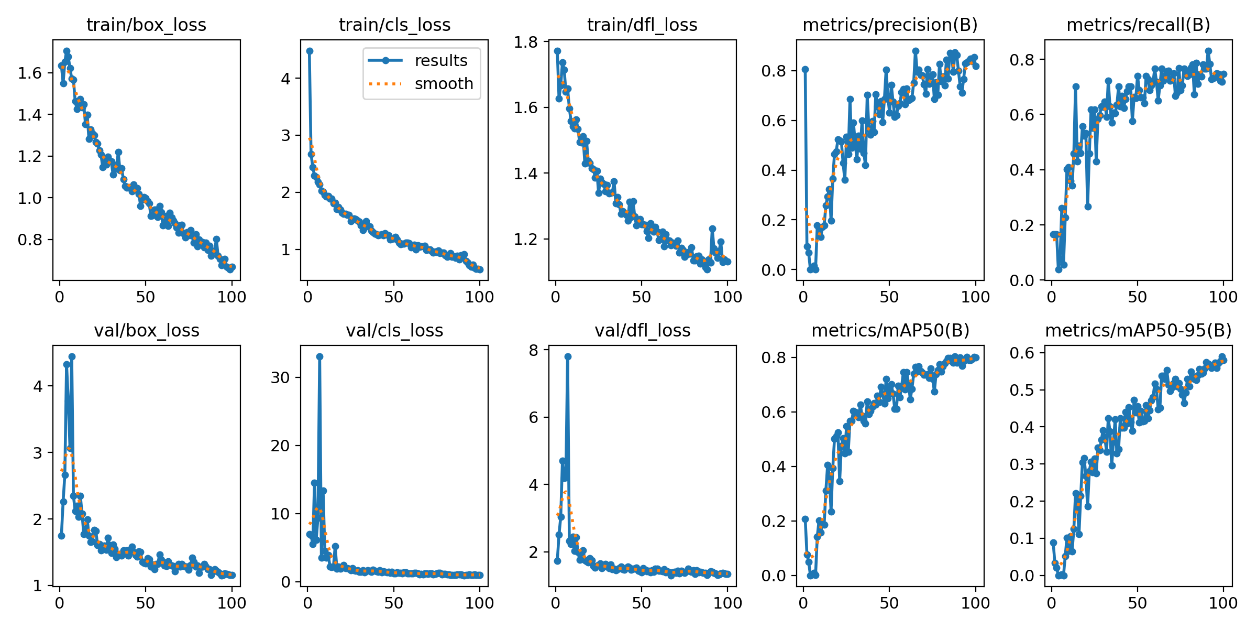 train/box_loss
train/cls_loss
train/dfl_loss
metrics/precision(B)
metrics/recall(B)
1.6
1.4
1.2
1.0
0.8
0 50 100
4
3
2
1
0 50 100
results
smooth
1.8
1.6
1.4
1.2
0 50 100
0.8
0.6
0.4
0.2
0.0
0 50 100
0.8
0.6
0.4
0.2
0.0
0 50 100
val/box_loss
val/cls_loss
val/dfl_loss
metrics/mAP50(B)
metrics/mAP50-95(B)
4
3
2
1
0 50 100
30
20
10
0
0 50 100
8
6
4
2
0 50 100
0.8
0.6
0.4
0.2
0.0
0 50 100
0.6
0.5
0.4
0.3
0.2
0.1
0.0
0 50 100